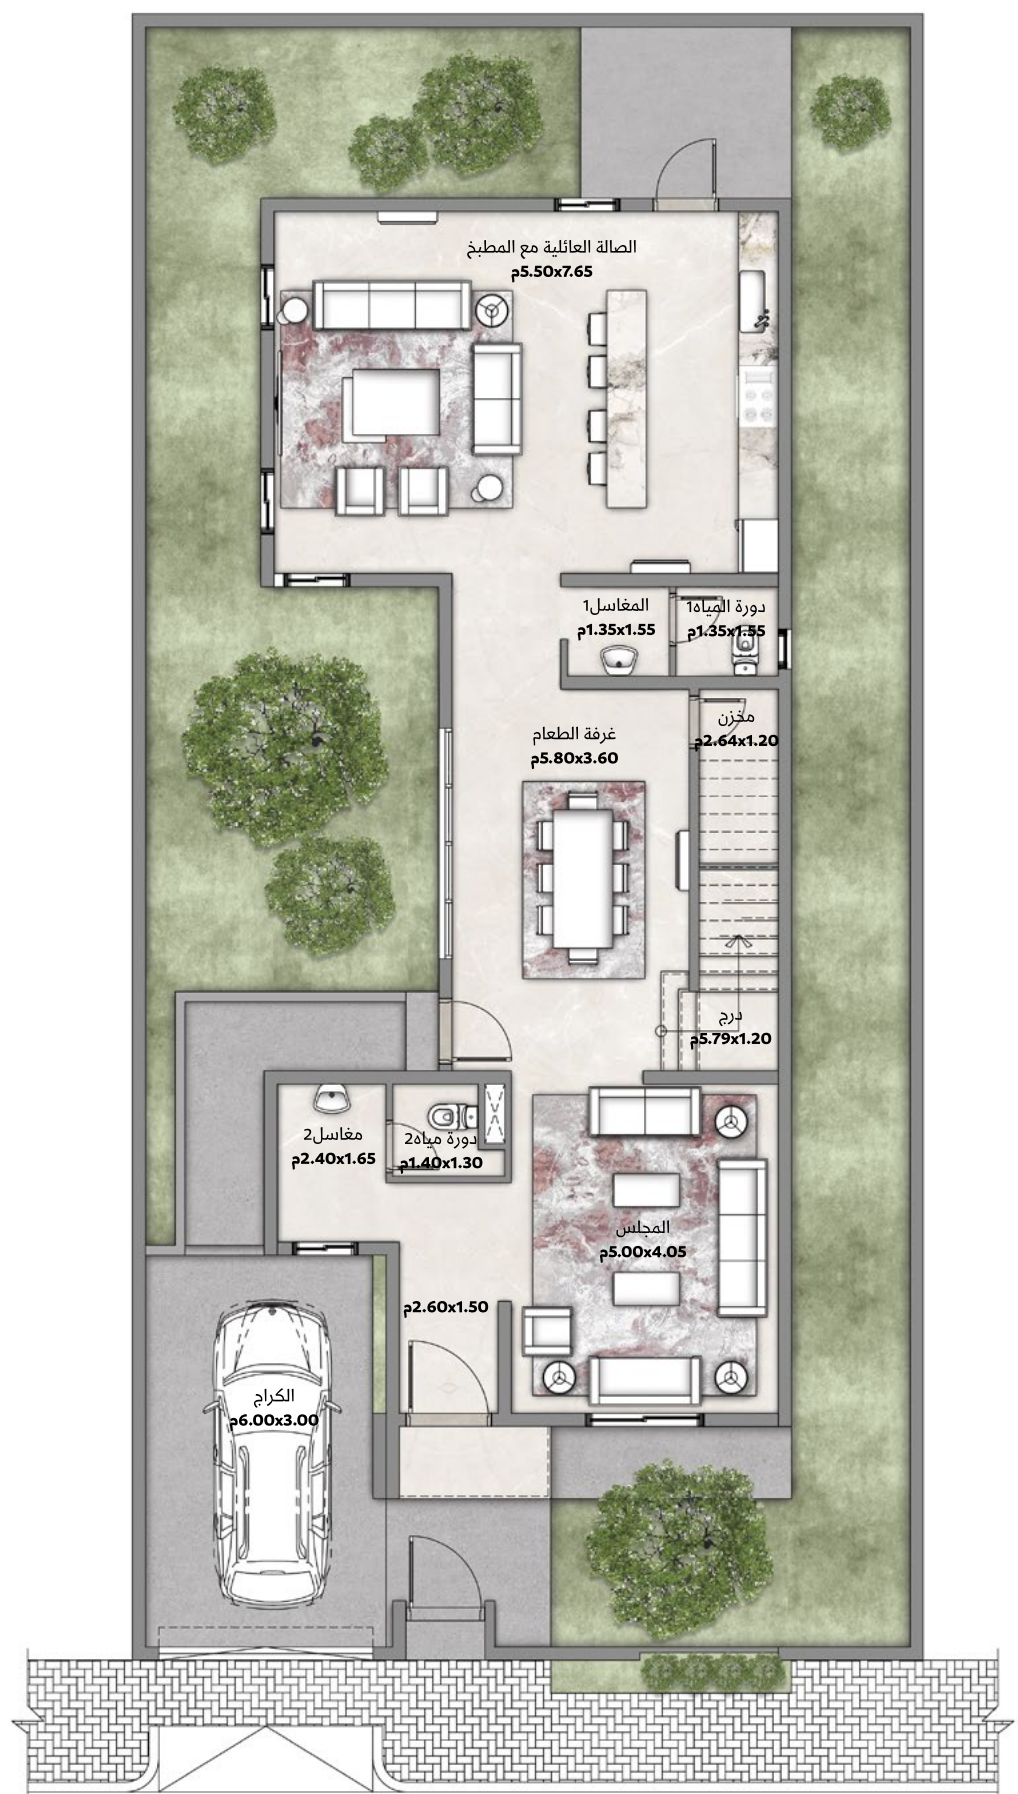 الصالة العائلية مع المطبخ
5.50x7.65م
المغاسل1
1.35x1.55م
دورة المياه1
1.35x1.55م
مخزن
2.64x1.20م
غرفة الطعام
5.80x3.60م
درج
5.79x1.20م
مغاسل2
2.40x1.65م
دورة مياه2
1.40x1.30م
المجلس
5.00x4.05م
2.60x1.50م
الكراج
6.00x3.00م